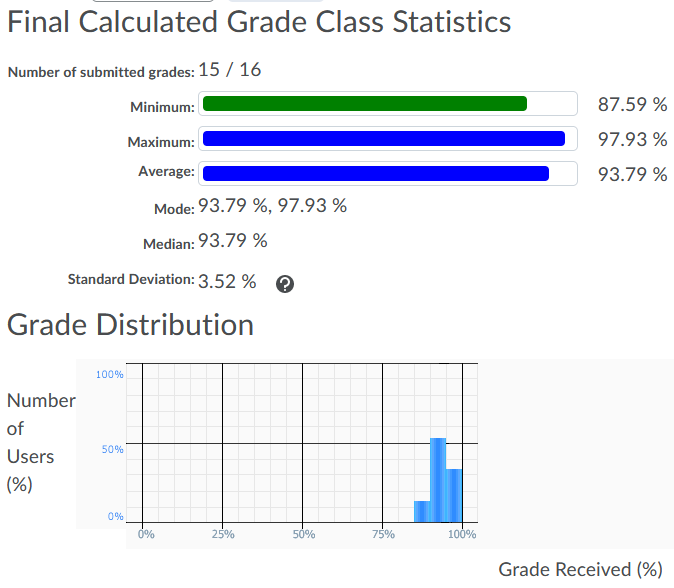 Final Calculated Grade Class Statistics
Number of submitted grades: 15 / 16
Minimum: 87.59 %
Maximum: 97.93 %
Average: 93.79 %
Mode: 93.79 %, 97.93 %
Median: 93.79 %
Standard Deviation: 3.52 % ?
Grade Distribution
Number
of
Users
(%)
100%
50%
0%
0% 25% 50% 75% 100%
Grade Received (%)